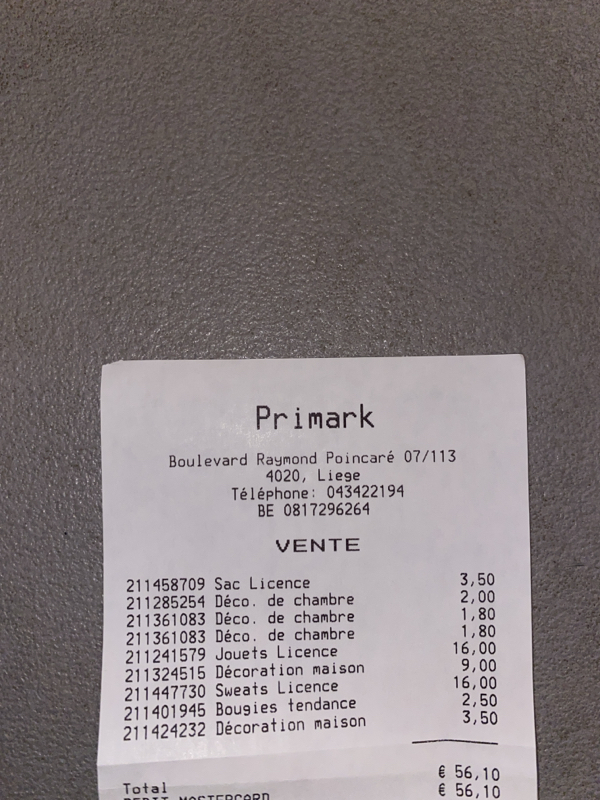 Primark
Boulevard Raymond Poincaré 07/113
4020, Liege
Téléphone: 043422194
BE 0817296264
VENTE
211458709 Sac Licence 3,50
211285254 Déco. de chambre 2,00
211361083 Déco. de chambre 1,80
211361083 Déco. de chambre 1,80
211241579 Jouets Licence 16,00
211324515 Décoration maison 9,00
211447730 Sweats Licence 16,00
211401945 Bougies tendance 2,50
211424232 Décoration maison 3,50
Total € 56,10
DEBIT MASTERCARD € 56,10